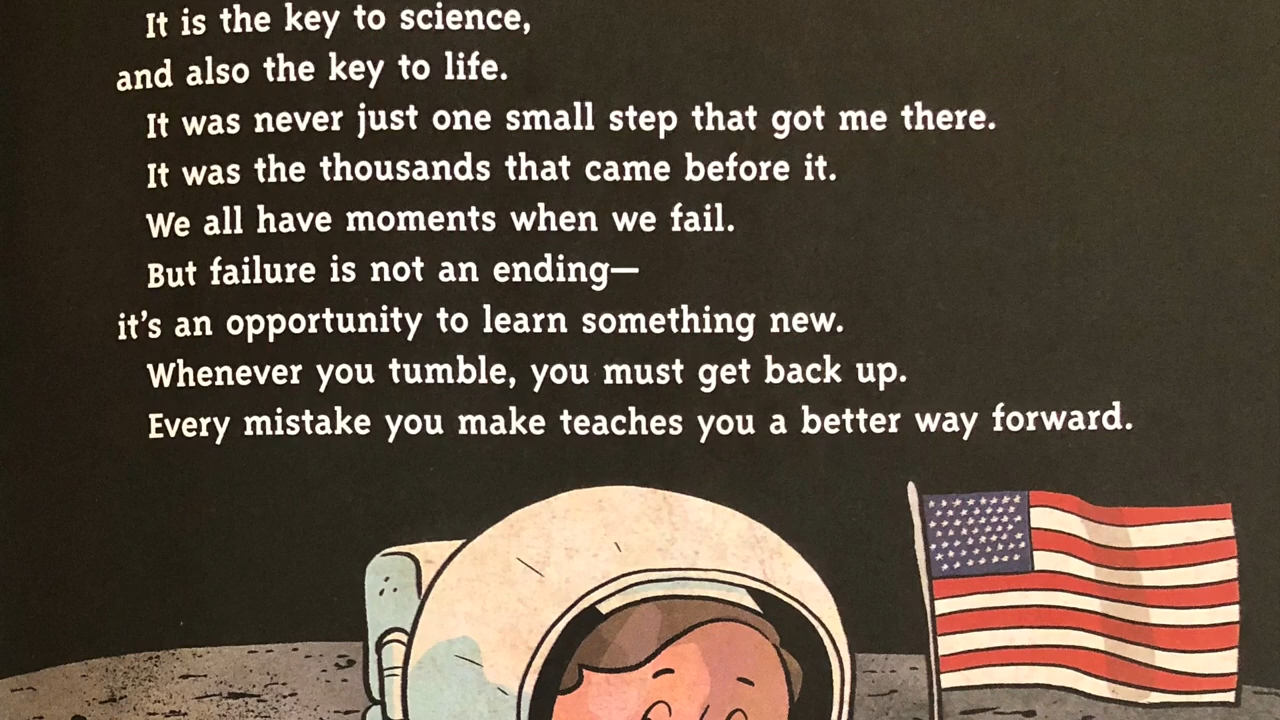 It is the key to science,
and also the key to life.
It was never just one small step that got me there.
It was the thousands that came before it.
We all have moments when we fail.
But failure is not an ending—
it's an opportunity to learn something new.
Whenever you tumble, you must get back up.
Every mistake you make teaches you a better way forward.